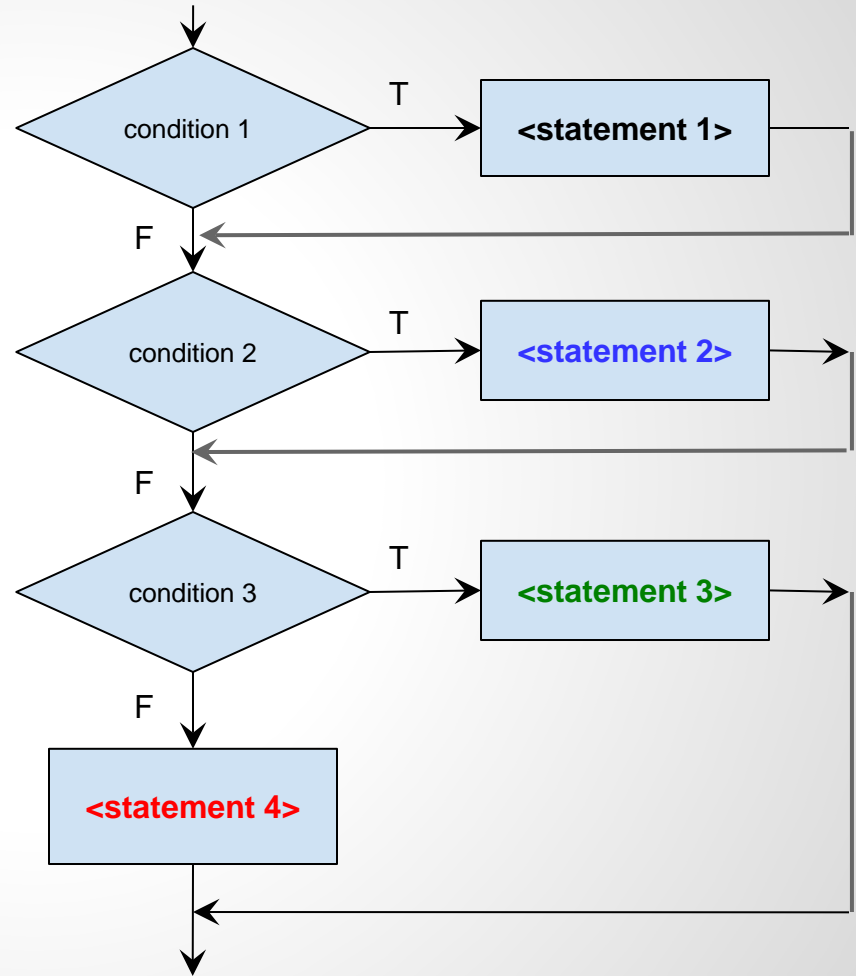 condition 1
T
<statement 1>
F
condition 2
T
<statement 2>
F
condition 3
T
<statement 3>
F
<statement 4>